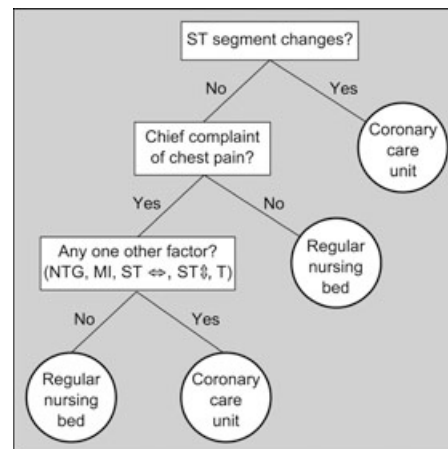 ST segment changes?
No
Yes
Chief complaint
of chest pain?
Coronary
care
unit
Yes
No
Any one other factor?
(NTG, MI, ST ⇔, ST⇕, T)
Regular
nursing
bed
No
Yes
Regular
nursing
bed
Coronary
care
unit